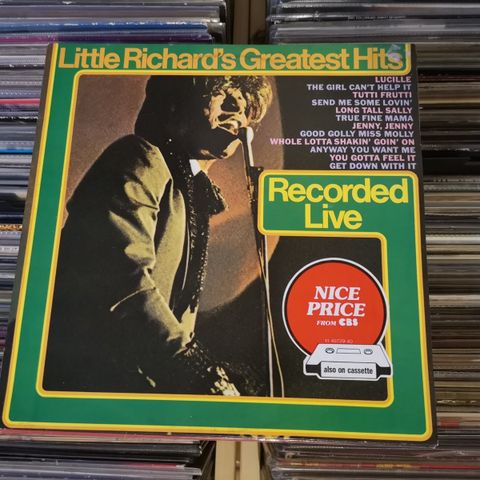 Little Richard's Greatest Hits
LUCILLE
THE GIRL CAN'T HELP IT
TUTTI FRUTTI
SEND ME SOME LOVIN'
LONG TALL SALLY
TRUE FINE MAMA
JENNY, JENNY
GOOD GOLLY MISS MOLLY
WHOLE LOTTA SHAKIN' GOIN' ON
ANYWAY YOU WANT ME
YOU GOTTA FEEL IT
GET DOWN WITH IT
Recorded
Live
NICE
PRICE
FROM CBS
also on cassette